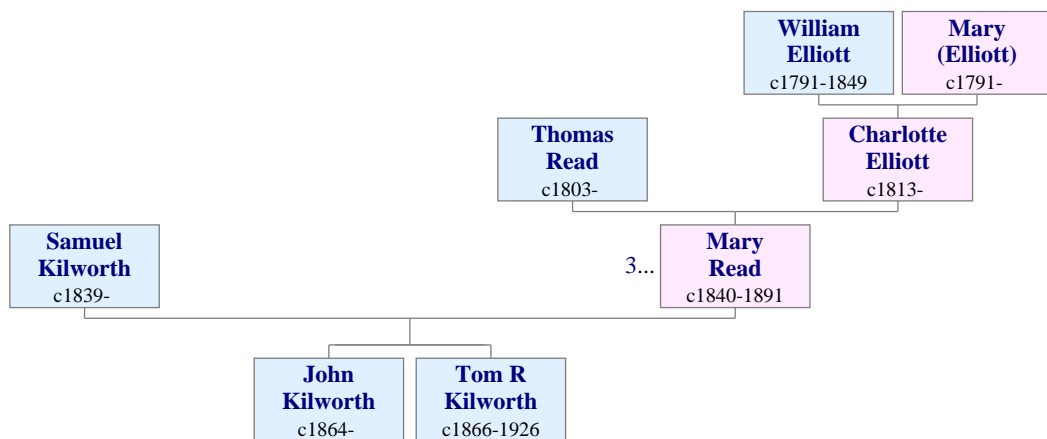 William
Elliott
c1791-1849
Mary
(Elliott)
c1791-
Thomas
Read
c1803-
Charlotte
Elliott
c1813-
Samuel
Kilworth
c1839-
3...
Mary
Read
c1840-1891
John
Kilworth
c1864-
Tom R
Kilworth
c1866-1926